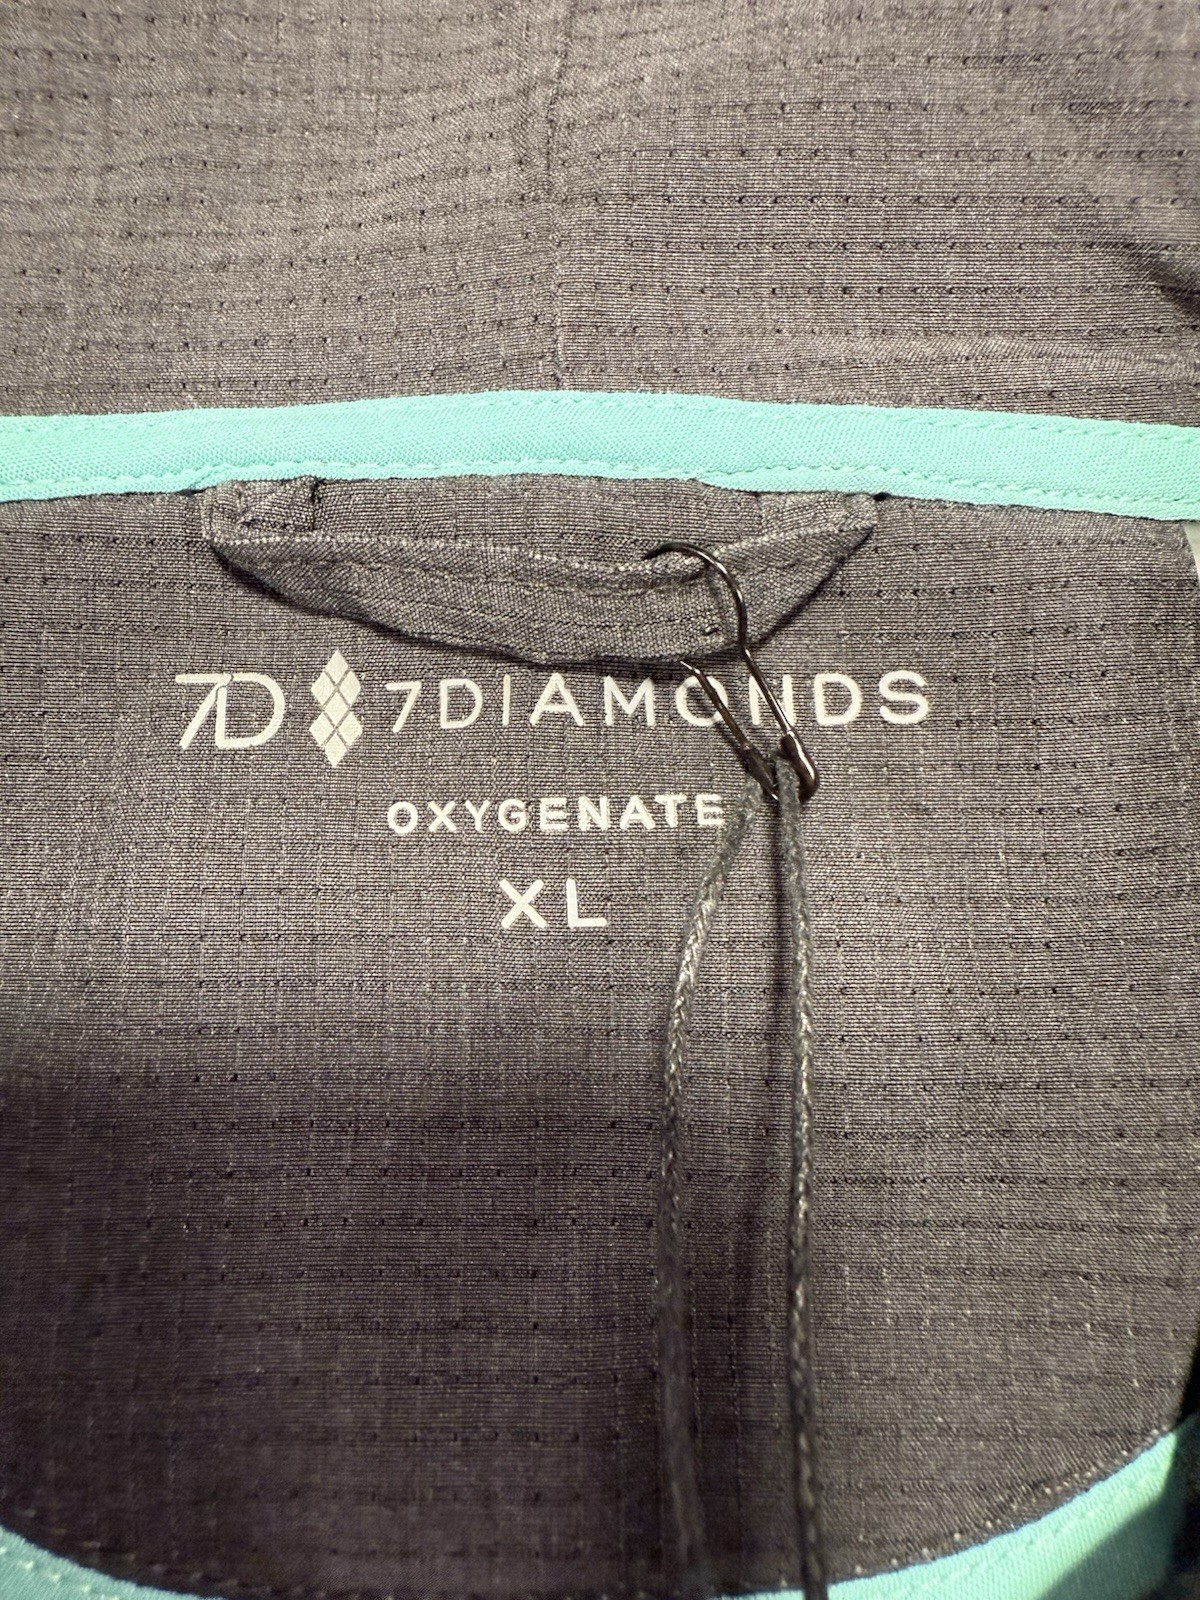 7D 7DIAMONDS
OXYGENATE
XL